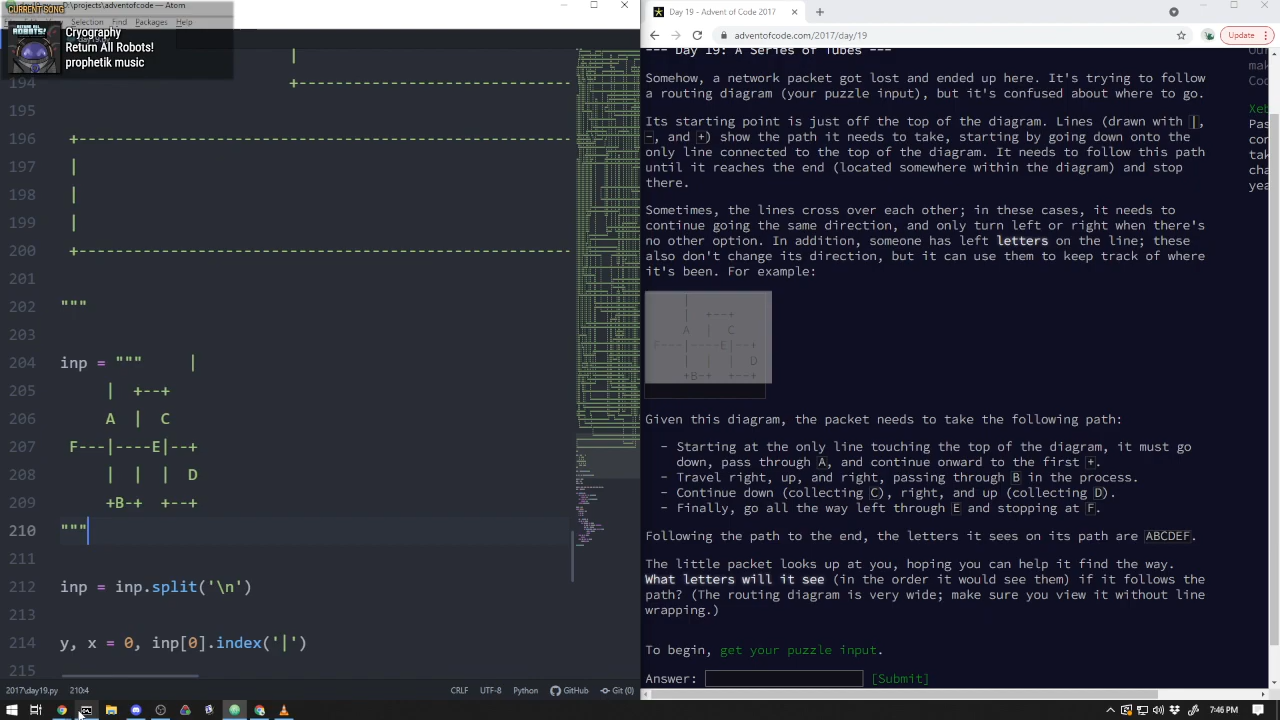 \projects\adventofcode — Atom
CURRENT SONG
Selection Find Packages Help
Cryography
Return All Robots!
prophetik music
194 +-----------------------------------
195
196 +---------------------------------------------------------------
197 |
198 |
199 |
200 +---------------------------------------------------------------
201
202 """
203
204 inp = """      |
205       |  +--+
206
207  F---|----E|--+
208       |  |  |  D
209       +B-+  +--+
210 """
211
212 inp = inp.split('\n')
213
214 y, x = 0, inp[0].index('|')
215
2017\day19.py 210:4
CRLF UTF-8 Python GitHub Git (0)
Day 19 - Advent of Code 2017
adventofcode.com/2017/day/19
Update
--- Day 19: A Series of Tubes ---
Somehow, a network packet got lost and ended up here. It's trying to follow
a routing diagram (your puzzle input), but it's confused about where to go.
Its starting point is just off the top of the diagram. Lines (drawn with |,
-, and +) show the path it needs to take, starting by going down onto the
only line connected to the top of the diagram. It needs to follow this path
until it reaches the end (located somewhere within the diagram) and stop
there.
Sometimes, the lines cross over each other; in these cases, it needs to
continue going the same direction, and only turn left or right when there's
no other option. In addition, someone has left letters on the line; these
also don't change its direction, but it can use them to keep track of where
it's been. For example:
     |
     |  +--+
     A  |  C
 F---|----E|--+
     |  |  |  D
     +B-+  +--+
Given this diagram, the packet needs to take the following path:
- Starting at the only line touching the top of the diagram, it must go
down, pass through A, and continue onward to the first +.
- Travel right, up, and right, passing through B in the process.
- Continue down (collecting C), right, and up (collecting D).
- Finally, go all the way left through E and stopping at F.
Following the path to the end, the letters it sees on its path are ABCDEF.
The little packet looks up at you, hoping you can help it find the way.
What letters will it see (in the order it would see them) if it follows the
path? (The routing diagram is very wide; make sure you view it without line
wrapping.)
To begin, get your puzzle input.
Answer: [Submit]
7:46 PM